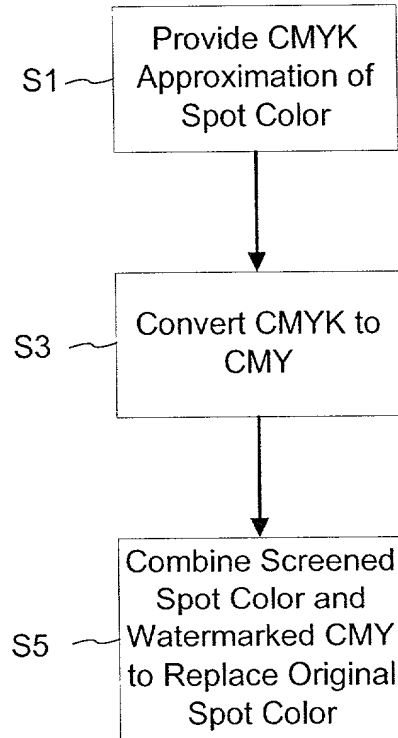 Provide CMYK
S1 Approximation of
Spot Color
Convert CMYK to
S3 CMY
Combine Screened
Spot Color and
S5 Watermarked CMY
to Replace Original
Spot Color